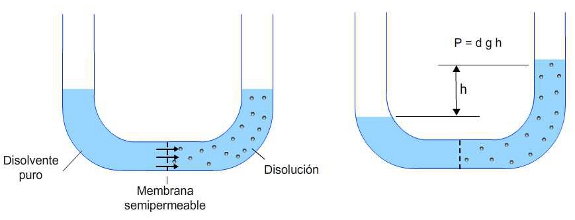 P = d g h
h
Disolvente
puro
Disolución
Membrana
semipermeable